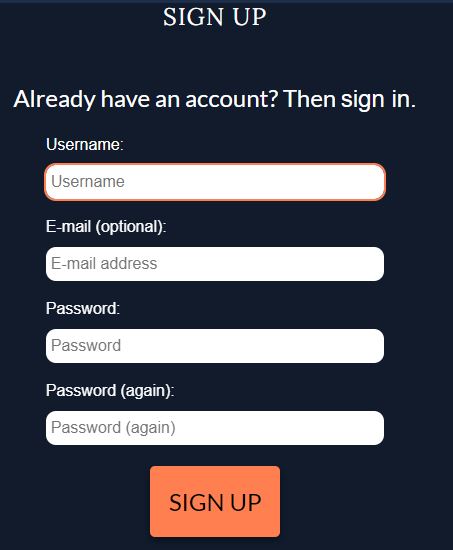 SIGN UP
Already have an account? Then sign in.
Username:
Username
E-mail (optional):
E-mail address
Password:
Password
Password (again):
Password (again)
SIGN UP